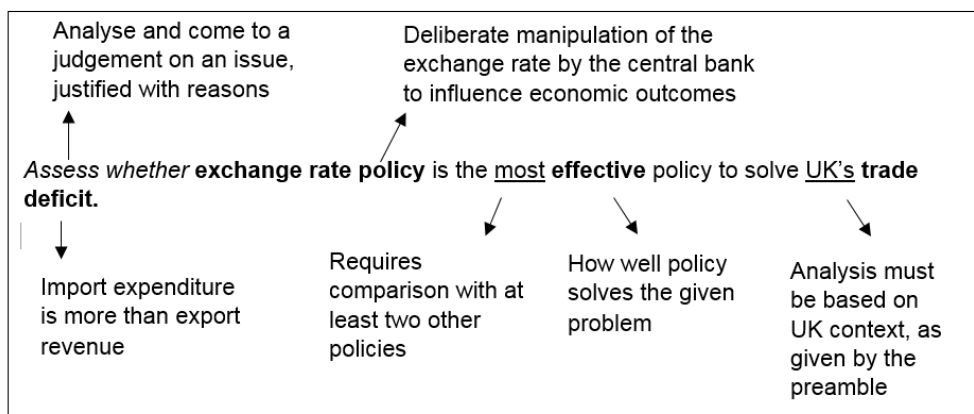 Analyse and come to a
judgement on an issue,
justified with reasons
Deliberate manipulation of the
exchange rate by the central bank
to influence economic outcomes
Assess whether exchange rate policy is the most effective policy to solve UK's trade
deficit.
Import expenditure
is more than export
revenue
Requires
comparison with at
least two other
policies
How well policy
solves the given
problem
Analysis must
be based on
UK context, as
given by the
preamble